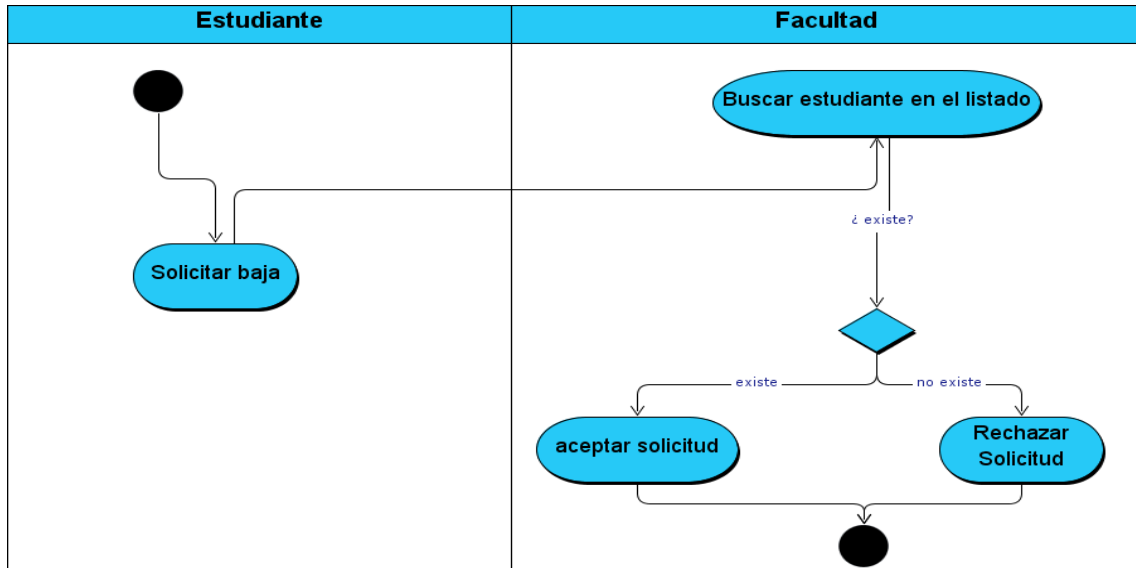 Estudiante
Facultad
Buscar estudiante en el listado
¿ existe?
Solicitar baja
existe
no existe
aceptar solicitud
Rechazar
Solicitud